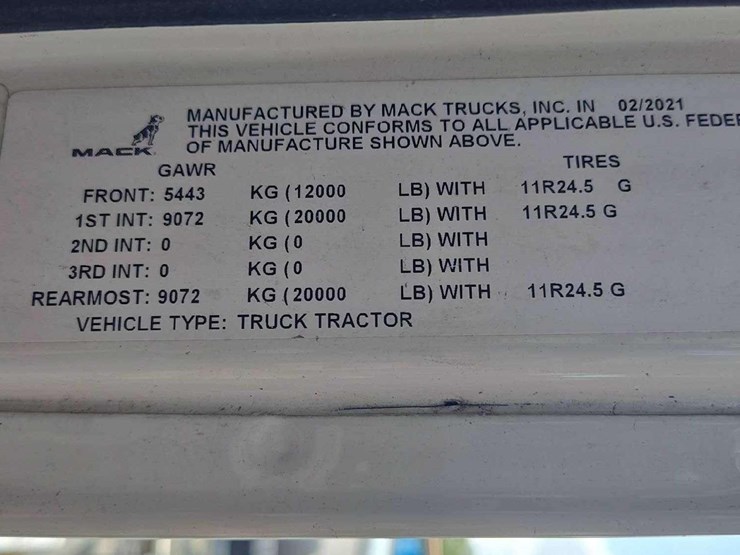 MANUFACTURED BY MACK TRUCKS, INC. IN 02/2021
THIS VEHICLE CONFORMS TO ALL APPLICABLE U.S.
OF MANUFACTURE SHOWN ABOVE.
MACK
GAWR TIRES
FRONT: 5443 KG (12000 LB) WITH 11R24.5 G
1ST INT: 9072 KG (20000 LB) WITH 11R24.5 G
2ND INT: 0 KG (0 LB) WITH
3RD INT: 0 KG (0 LB) WITH
REARMOST: 9072 KG (20000 LB) WITH 11R24.5 G
VEHICLE TYPE: TRUCK TRACTOR